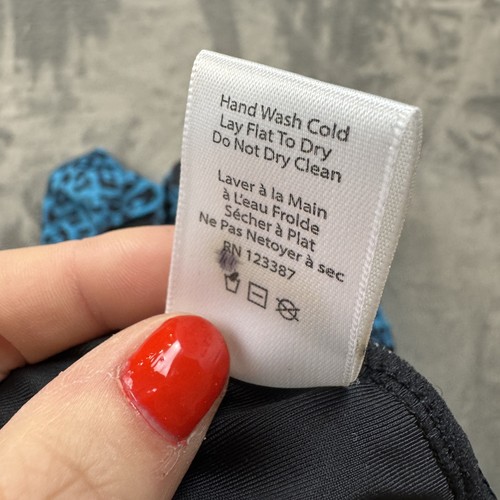 Hand Wash Cold
Lay Flat To Dry
Do Not Dry Clean
Laver à la Main
à L'eau Froide
Sécher à Plat
Ne Pas Netoyer à sec
RN 123387